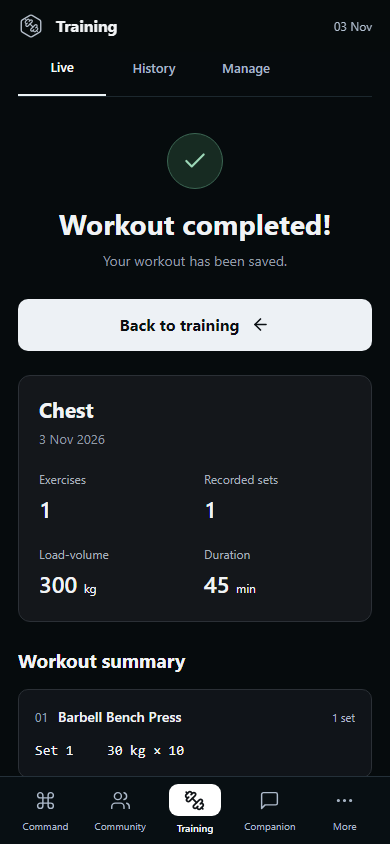 Training
03 Nov
Live History Manage
Workout completed!
Your workout has been saved.
Back to training
Chest
3 Nov 2026
Exercises Recorded sets
1 1
Load-volume Duration
300 kg 45 min
Workout summary
01 Barbell Bench Press 1 set
Set 1 30 kg × 10
Command Community Training Companion More